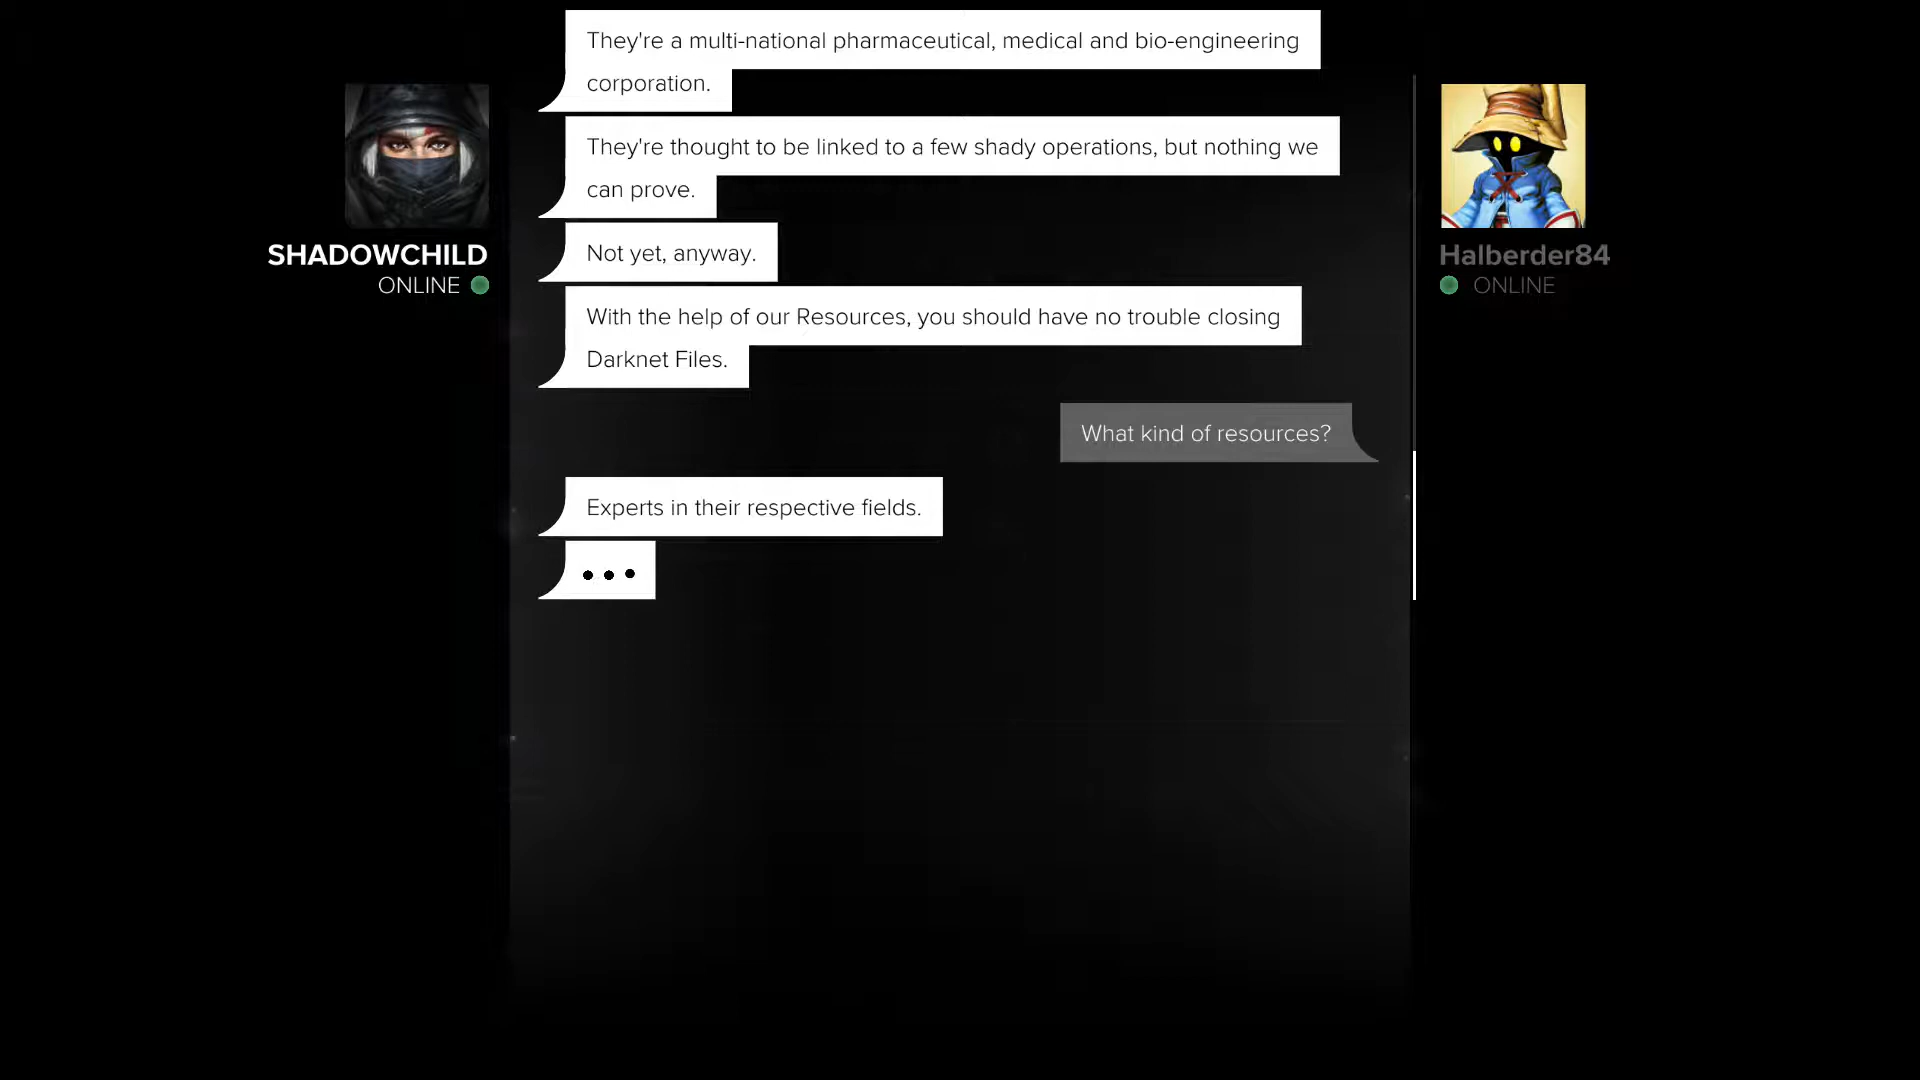 They're a multi-national pharmaceutical, medical and bio-engineering
corporation.
They're thought to be linked to a few shady operations, but nothing we
can prove.
SHADOWCHILD
ONLINE
Halberder84
ONLINE
Not yet, anyway.
With the help of our Resources, you should have no trouble closing
Darknet Files.
What kind of resources?
Experts in their respective fields.
...